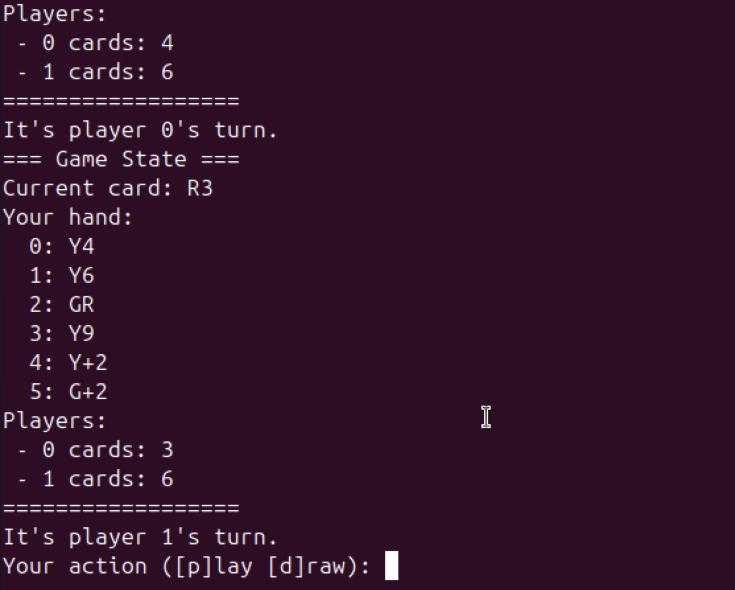 Players:
 - 0 cards: 4
 - 1 cards: 6
==================
It's player 0's turn.
=== Game State ===
Current card: R3
Your hand:
  0: Y4
  1: Y6
  2: GR
  3: Y9
  4: Y+2
  5: G+2
Players:
 - 0 cards: 3
 - 1 cards: 6
==================
It's player 1's turn.
Your action ([p]lay [d]raw):